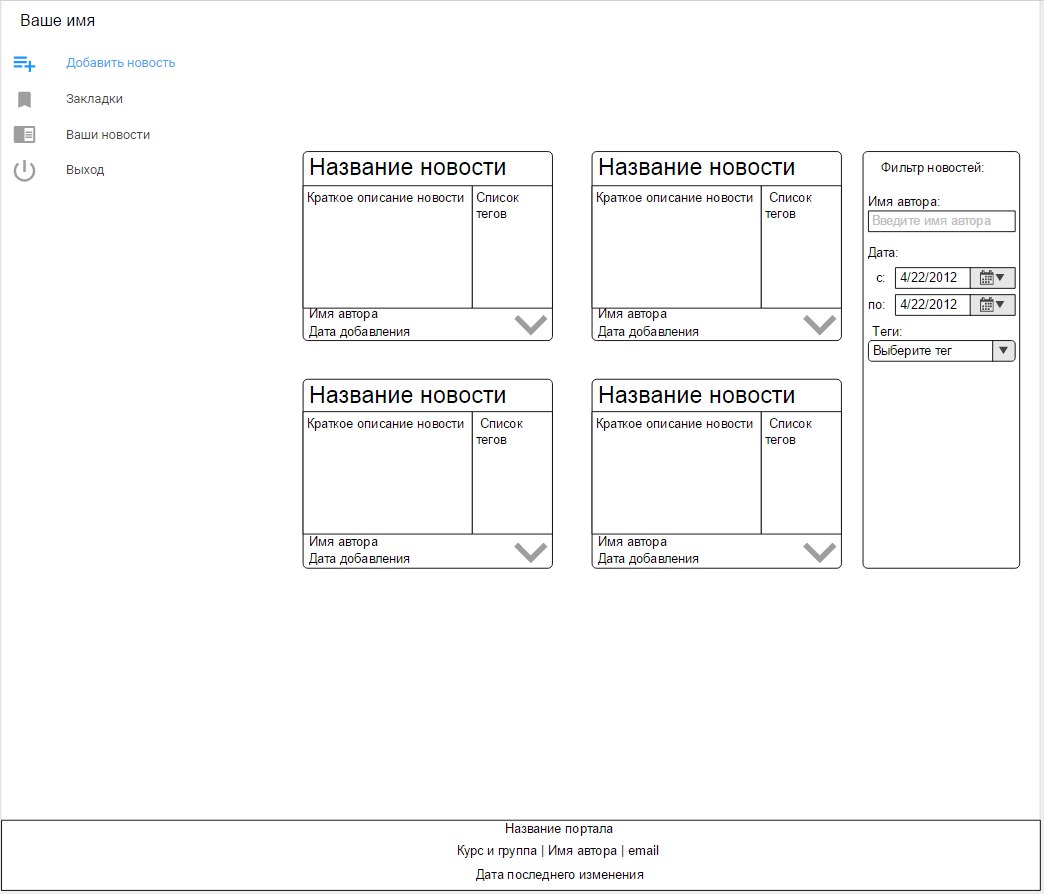 Ваше имя
Добавить новость
Закладки
Ваши новости
Выход
Название новости
Краткое описание новости
Список
тегов
Имя автора
Дата добавления
Название новости
Краткое описание новости
Список
тегов
Имя автора
Дата добавления
Название новости
Краткое описание новости
Список
тегов
Имя автора
Дата добавления
Название новости
Краткое описание новости
Список
тегов
Имя автора
Дата добавления
Фильтр новостей:
Имя автора:
Введите имя автора
Дата:
с: 4/22/2012
по: 4/22/2012
Теги:
Выберите тег
Название портала
Курс и группа | Имя автора | email
Дата последнего изменения